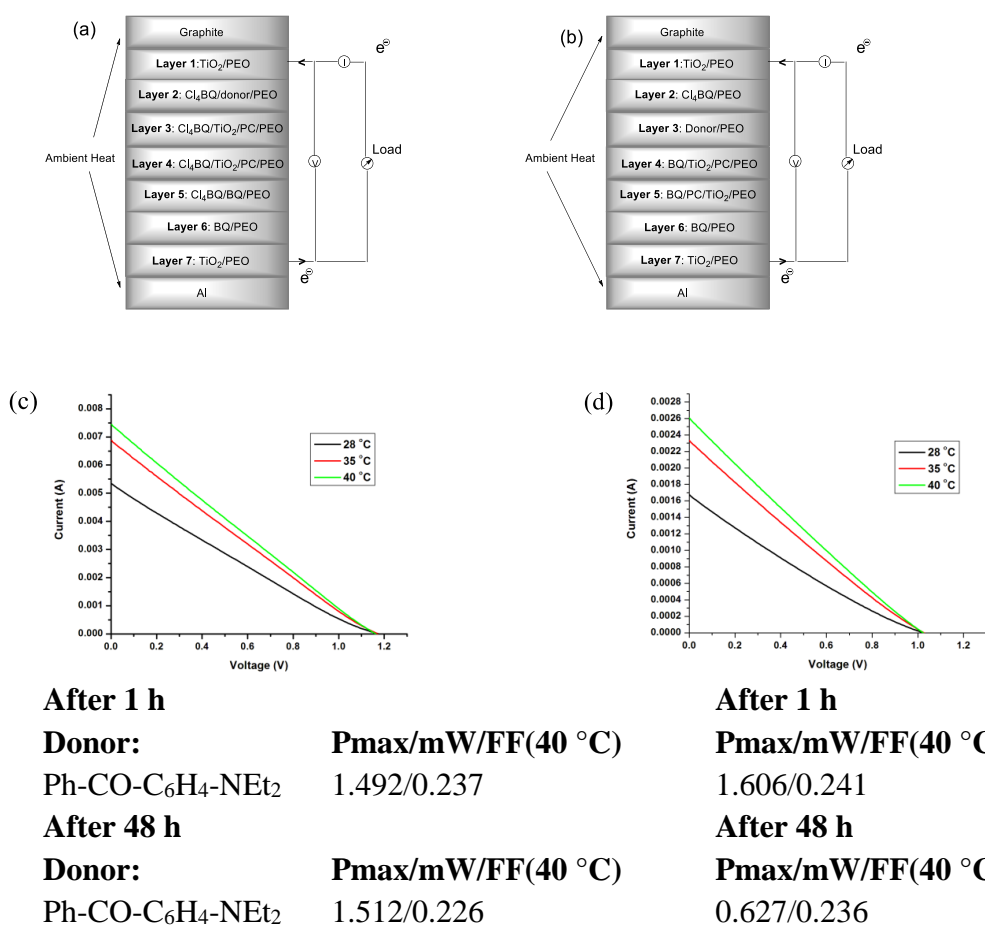 (a)
Graphite
Layer 1:TiO2/PEO
Layer 2: Cl4BQ/donor/PEO
Layer 3: Cl4BQ/TiO2/PC/PEO
Layer 4: Cl4BQ/TiO2/PC/PEO
Layer 5: Cl4BQ/BQ/PEO
Layer 6: BQ/PEO
Layer 7: TiO2/PEO
Al
Ambient Heat
e⊖
I
V
Load
e⊖
(b)
Graphite
Layer 1:TiO2/PEO
Layer 2: Cl4BQ/PEO
Layer 3: Donor/PEO
Layer 4: BQ/TiO2/PC/PEO
Layer 5: BQ/PC/TiO2/PEO
Layer 6: BQ/PEO
Layer 7: TiO2/PEO
Al
Ambient Heat
e⊖
I
V
Load
e⊖
(c)
Current (A)
0.008
0.007
0.006
0.005
0.004
0.003
0.002
0.001
0.000
0.0 0.2 0.4 0.6 0.8 1.0 1.2
Voltage (V)
28 °C
35 °C
40 °C
(d)
Current (A)
0.0028
0.0026
0.0024
0.0022
0.0020
0.0018
0.0016
0.0014
0.0012
0.0010
0.0008
0.0006
0.0004
0.0002
0.0000
0.0 0.2 0.4 0.6 0.8 1.0 1.2
Voltage (V)
28 °C
35 °C
40 °C
After 1 h After 1 h
Donor: Pmax/mW/FF(40 °C) Pmax/mW/FF(40 °C
Ph-CO-C6H4-NEt2 1.492/0.237 1.606/0.241
After 48 h After 48 h
Donor: Pmax/mW/FF(40 °C) Pmax/mW/FF(40 °C
Ph-CO-C6H4-NEt2 1.512/0.226 0.627/0.236